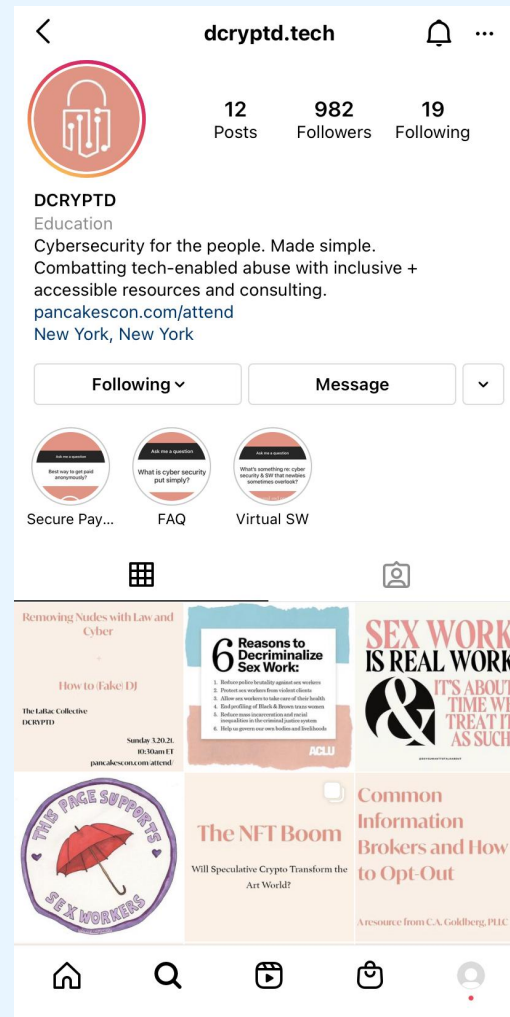 dcryptd.tech
12
982
19
Posts
Followers
Following
DCRYPTD
Education
Cybersecurity for the people. Made simple.
Combatting tech-enabled abuse with inclusive +
accessible resources and consulting.
pancakescon.com/attend
New York, New York
Following
Message
Ask me a question
Best way to get paid
anonymously?
Ask me a question
What is cyber security
put simply?
Ask me a question
What's something re: cyber
security & SW that newbies
sometimes overlook?
Secure Pay...
FAQ
Virtual SW
Removing Nudes with Law and
Cyber
+
How to (Fake) DJ
The LaBac Collective
DCRYPTD
Sunday 3.20.21.
10:30am ET
pancakescon.com/attend/
6 Reasons to
Decriminalize
Sex Work:
1. Reduce police brutality against sex workers
2. Protect sex workers from violent clients
3. Allow sex workers to take care of their health
4. End profiling of Black & Brown trans women
5. Reduce mass incarceration and racial
inequalities in the criminal justice system
6. Help us govern our own bodies and livelihoods
ACLU
SEX WORK
IS REAL WORK
&
IT'S ABOUT
TIME WE
TREAT IT
AS SUCH
THIS PAGE SUPPORTS
SEX WORKERS
The NFT Boom
Will Speculative Crypto Transform the
Art World?
Common
Information
Brokers and How
to Opt-Out
A resource from C.A. Goldberg, PLLC